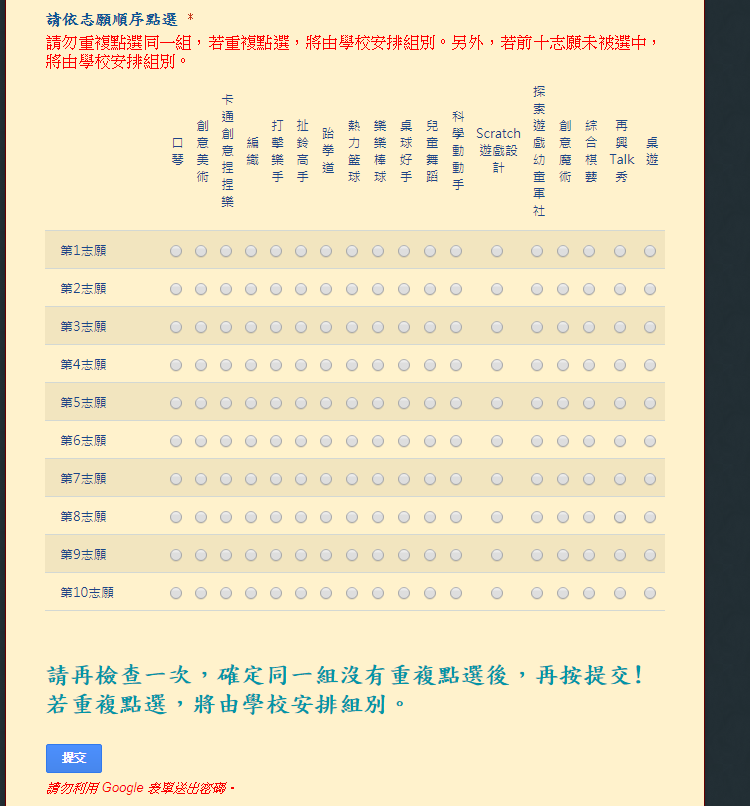 請依志願順序點選 *
請勿重複點選同一組，若重複點選，將由學校安排組別。另外，若前十志願未被選中，
將由學校安排組別。
口琴
創意美術
卡通創意捏捏樂
編織
打擊樂手
扯鈴高手
跆拳道
熱力籃球
樂樂棒球
桌球好手
兒童舞蹈
科學動動手
Scratch
遊戲設
計
探索遊戲幼童軍社
創意魔術
綜合棋藝
再
興
Talk
秀
桌遊
第1志願
第2志願
第3志願
第4志願
第5志願
第6志願
第7志願
第8志願
第9志願
第10志願
請再檢查一次，確定同一組沒有重複點選後，再按提交!
若重複點選，將由學校安排組別。
提交
請勿利用 Google 表單送出密碼。